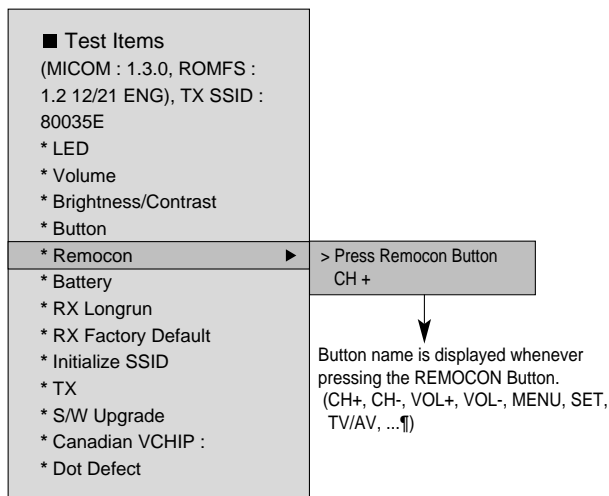 ■ Test Items
(MICOM : 1.3.0, ROMFS :
1.2 12/21 ENG), TX SSID :
80035E
* LED
* Volume
* Brightness/Contrast
* Button
* Remocon ▶
* Battery
* RX Longrun
* RX Factory Default
* Initialize SSID
* TX
* S/W Upgrade
* Canadian VCHIP :
* Dot Defect
> Press Remocon Button
CH +
Button name is displayed whenever
pressing the REMOCON Button.
(CH+, CH-, VOL+, VOL-, MENU, SET,
TV/AV, ...¶)